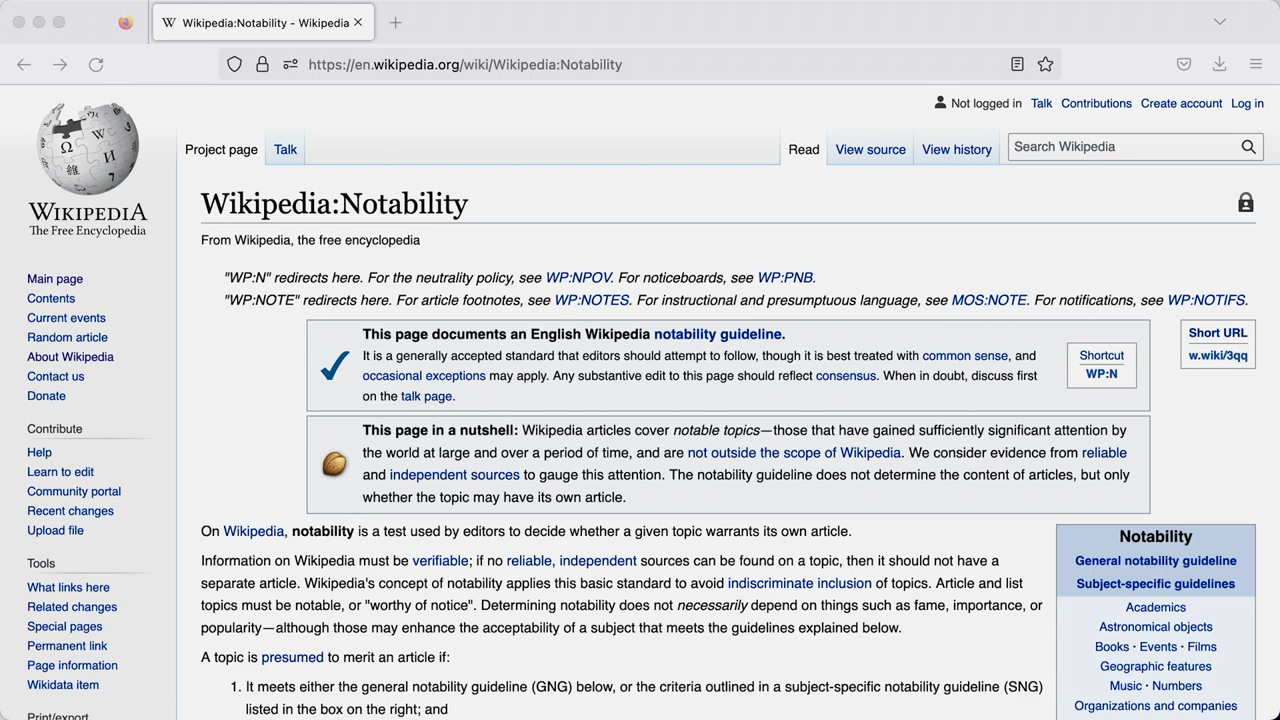 Wikipedia:Notability - Wikipedia
https://en.wikipedia.org/wiki/Wikipedia:Notability
Not logged in Talk Contributions Create account Log in
Project page Talk Read View source View history Search Wikipedia
WIKIPEDIA
The Free Encyclopedia
Main page
Contents
Current events
Random article
About Wikipedia
Contact us
Donate
Contribute
Help
Learn to edit
Community portal
Recent changes
Upload file
Tools
What links here
Related changes
Special pages
Permanent link
Page information
Wikidata item
Print/export
Wikipedia:Notability
From Wikipedia, the free encyclopedia
"WP:N" redirects here. For the neutrality policy, see WP:NPOV. For noticeboards, see WP:PNB.
"WP:NOTE" redirects here. For article footnotes, see WP:NOTES. For instructional and presumptuous language, see MOS:NOTE. For notifications, see WP:NOTIFS.
This page documents an English Wikipedia notability guideline.
It is a generally accepted standard that editors should attempt to follow, though it is best treated with common sense, and
occasional exceptions may apply. Any substantive edit to this page should reflect consensus. When in doubt, discuss first
on the talk page.
Shortcut
WP:N
Short URL
w.wiki/3qq
This page in a nutshell: Wikipedia articles cover notable topics—those that have gained sufficiently significant attention by
the world at large and over a period of time, and are not outside the scope of Wikipedia. We consider evidence from reliable
and independent sources to gauge this attention. The notability guideline does not determine the content of articles, but only
whether the topic may have its own article.
On Wikipedia, notability is a test used by editors to decide whether a given topic warrants its own article.
Information on Wikipedia must be verifiable; if no reliable, independent sources can be found on a topic, then it should not have a
separate article. Wikipedia's concept of notability applies this basic standard to avoid indiscriminate inclusion of topics. Article and list
topics must be notable, or "worthy of notice". Determining notability does not necessarily depend on things such as fame, importance, or
popularity—although those may enhance the acceptability of a subject that meets the guidelines explained below.
A topic is presumed to merit an article if:
1. It meets either the general notability guideline (GNG) below, or the criteria outlined in a subject-specific notability guideline (SNG)
listed in the box on the right; and
Notability
General notability guideline
Subject-specific guidelines
Academics
Astronomical objects
Books · Events · Films
Geographic features
Music · Numbers
Organizations and companies